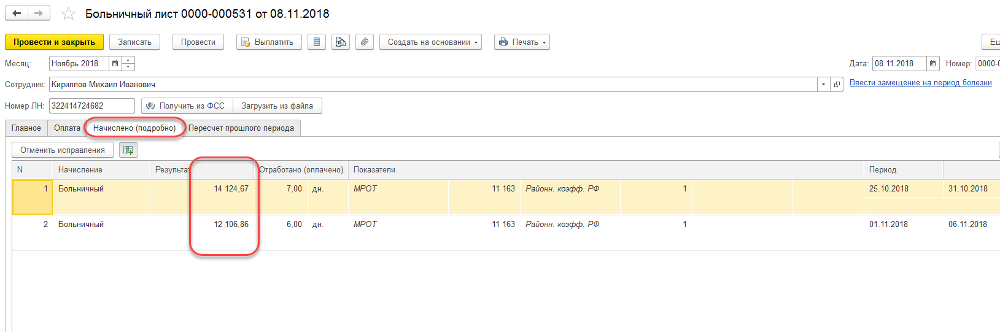 Больничный лист 0000-000531 от 08.11.2018
Провести и закрыть Записать Провести Выплатить Создать на основании Печать Ещ
Месяц: Ноябрь 2018 Дата: 08.11.2018 Номер: 0000-0
Сотрудник: Кириллов Михаил Иванович Ввести замещение на период болезни
Номер ЛН: 322414724682 Получить из ФСС Загрузить из файла
Главное Оплата Начислено (подробно) Пересчет прошлого периода
Отменить исправления
N Начисление Результат Отработано (оплачено) Показатели Период
1 Больничный 14 124,67 7,00 дн. МРОТ 11 163 Районн. коэфф. РФ 1 25.10.2018 31.10.2018
2 Больничный 12 106,86 6,00 дн. МРОТ 11 163 Районн. коэфф. РФ 1 01.11.2018 06.11.2018